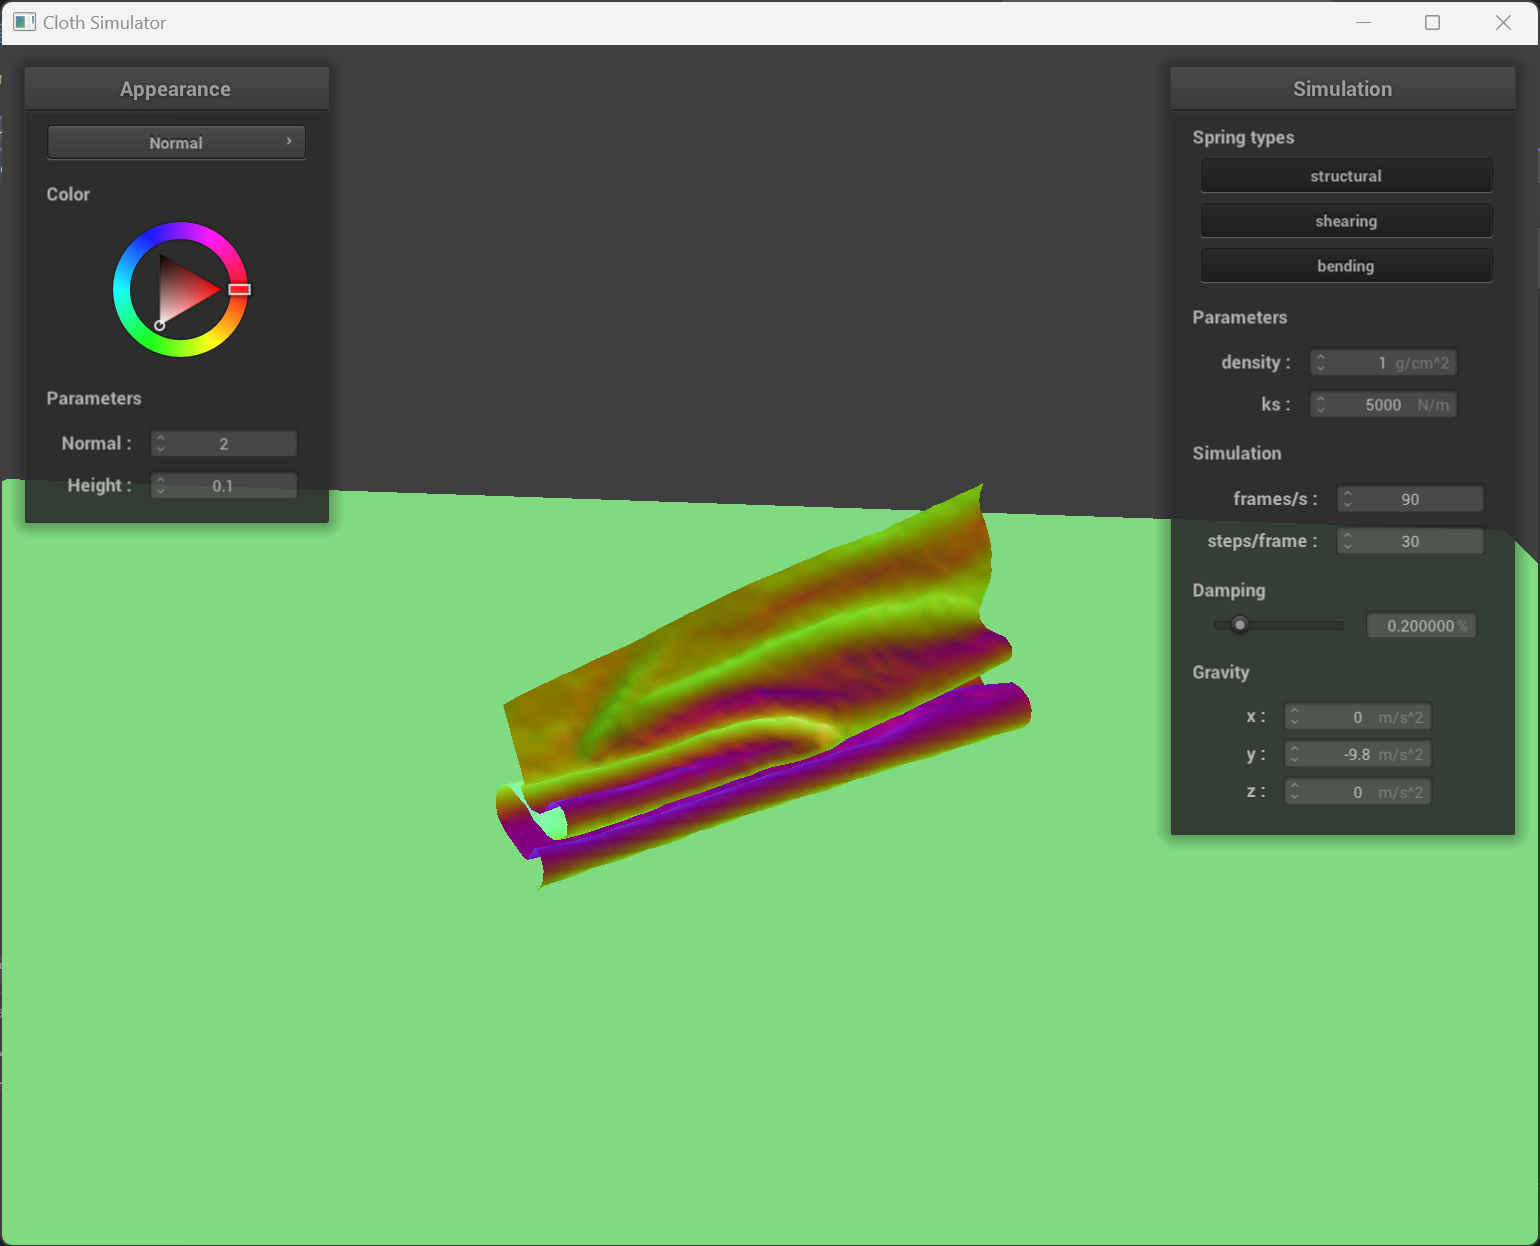 Cloth Simulator
Appearance
Normal
Color
Parameters
Normal : 2
Height : 0.1
Simulation
Spring types
structural
shearing
bending
Parameters
density : 1 g/cm^2
ks : 5000 N/m
Simulation
frames/s : 90
steps/frame : 30
Damping
0.200000 %
Gravity
x : 0 m/s^2
y : -9.8 m/s^2
z : 0 m/s^2